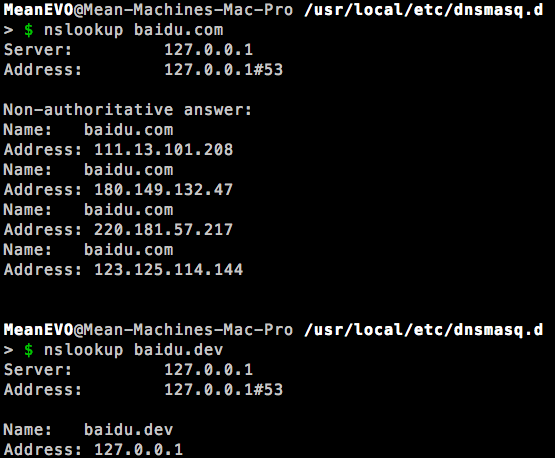 MeanEVO@Mean-Machines-Mac-Pro /usr/local/etc/dnsmasq.d
> $ nslookup baidu.com
Server:         127.0.0.1
Address:        127.0.0.1#53

Non-authoritative answer:
Name:   baidu.com
Address: 111.13.101.208
Name:   baidu.com
Address: 180.149.132.47
Name:   baidu.com
Address: 220.181.57.217
Name:   baidu.com
Address: 123.125.114.144

MeanEVO@Mean-Machines-Mac-Pro /usr/local/etc/dnsmasq.d
> $ nslookup baidu.dev
Server:         127.0.0.1
Address:        127.0.0.1#53

Name:   baidu.dev
Address: 127.0.0.1